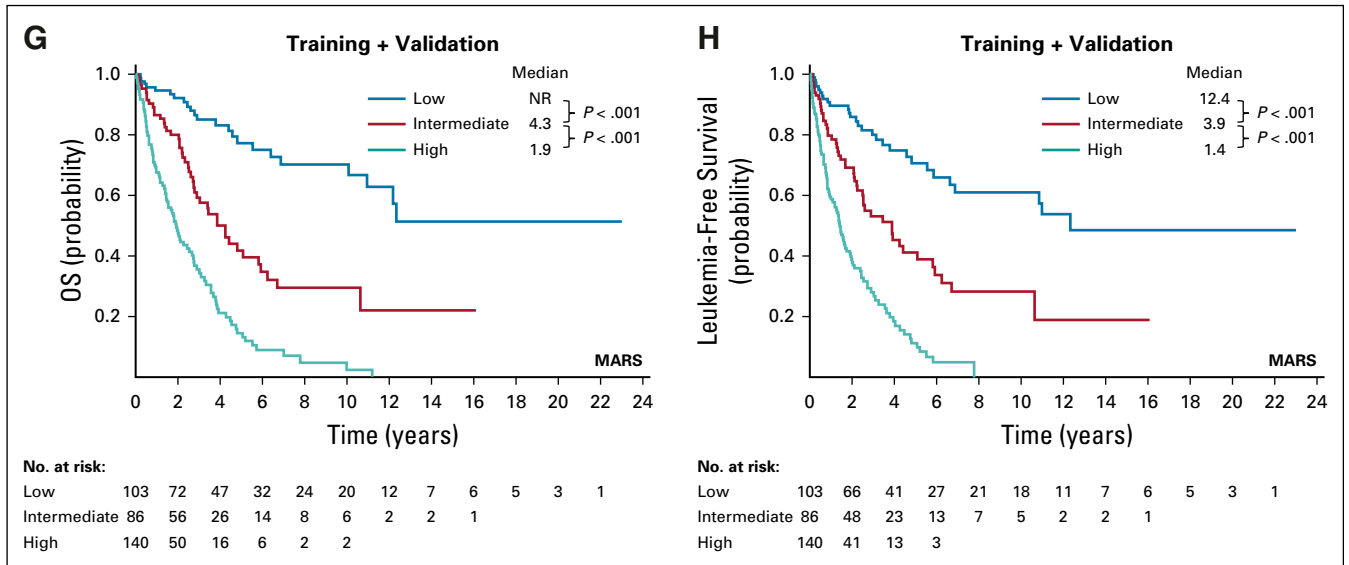 G
Training + Validation
Median
Low NR
Intermediate 4.3
High 1.9
P < .001
P < .001
OS (probability)
1.0
0.8
0.6
0.4
0.2
MARS
0 2 4 6 8 10 12 14 16 18 20 22 24
Time (years)
No. at risk:
Low 103 72 47 32 24 20 12 7 6 5 3 1
Intermediate 86 56 26 14 8 6 2 2 1
High 140 50 16 6 2 2
H
Training + Validation
Median
Low 12.4
Intermediate 3.9
High 1.4
P < .001
P < .001
Leukemia-Free Survival
(probability)
1.0
0.8
0.6
0.4
0.2
MARS
0 2 4 6 8 10 12 14 16 18 20 22 24
Time (years)
No. at risk:
Low 103 66 41 27 21 18 11 7 6 5 3 1
Intermediate 86 48 23 13 7 5 2 2 1
High 140 41 13 3